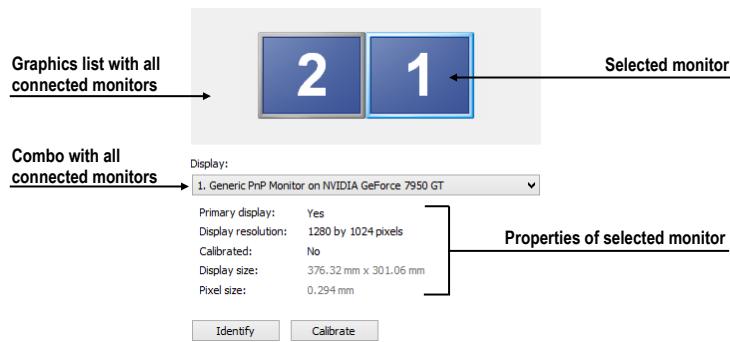 2 1
Graphics list with all
connected monitors
Selected monitor
Combo with all
connected monitors
Display:
1. Generic PnP Monitor on NVIDIA GeForce 7950 GT
Primary display: Yes
Display resolution: 1280 by 1024 pixels
Calibrated: No
Display size: 376.32 mm x 301.06 mm
Pixel size: 0.294 mm
Properties of selected monitor
Identify Calibrate